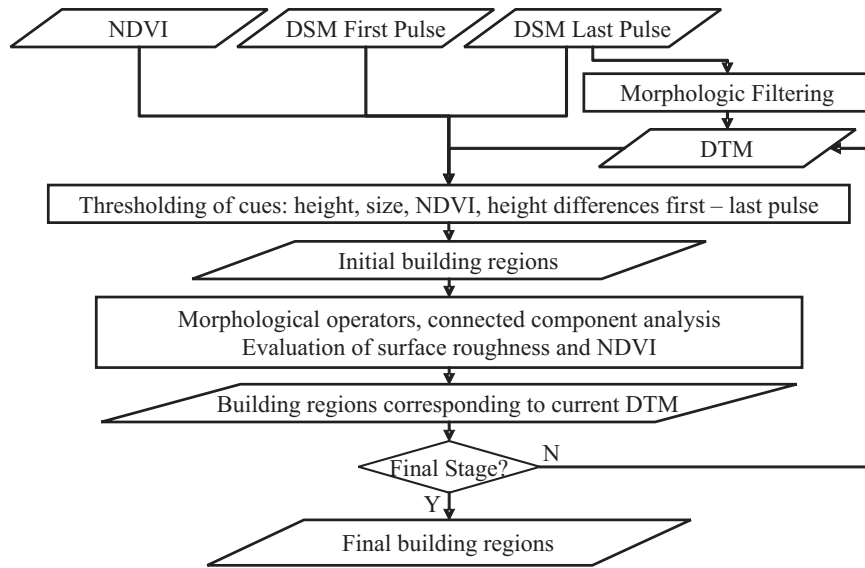 NDVI
DSM First Pulse
DSM Last Pulse
Morphologic Filtering
DTM
Thresholding of cues: height, size, NDVI, height differences first – last pulse
Initial building regions
Morphological operators, connected component analysis
Evaluation of surface roughness and NDVI
Building regions corresponding to current DTM
Final Stage?
N
Y
Final building regions